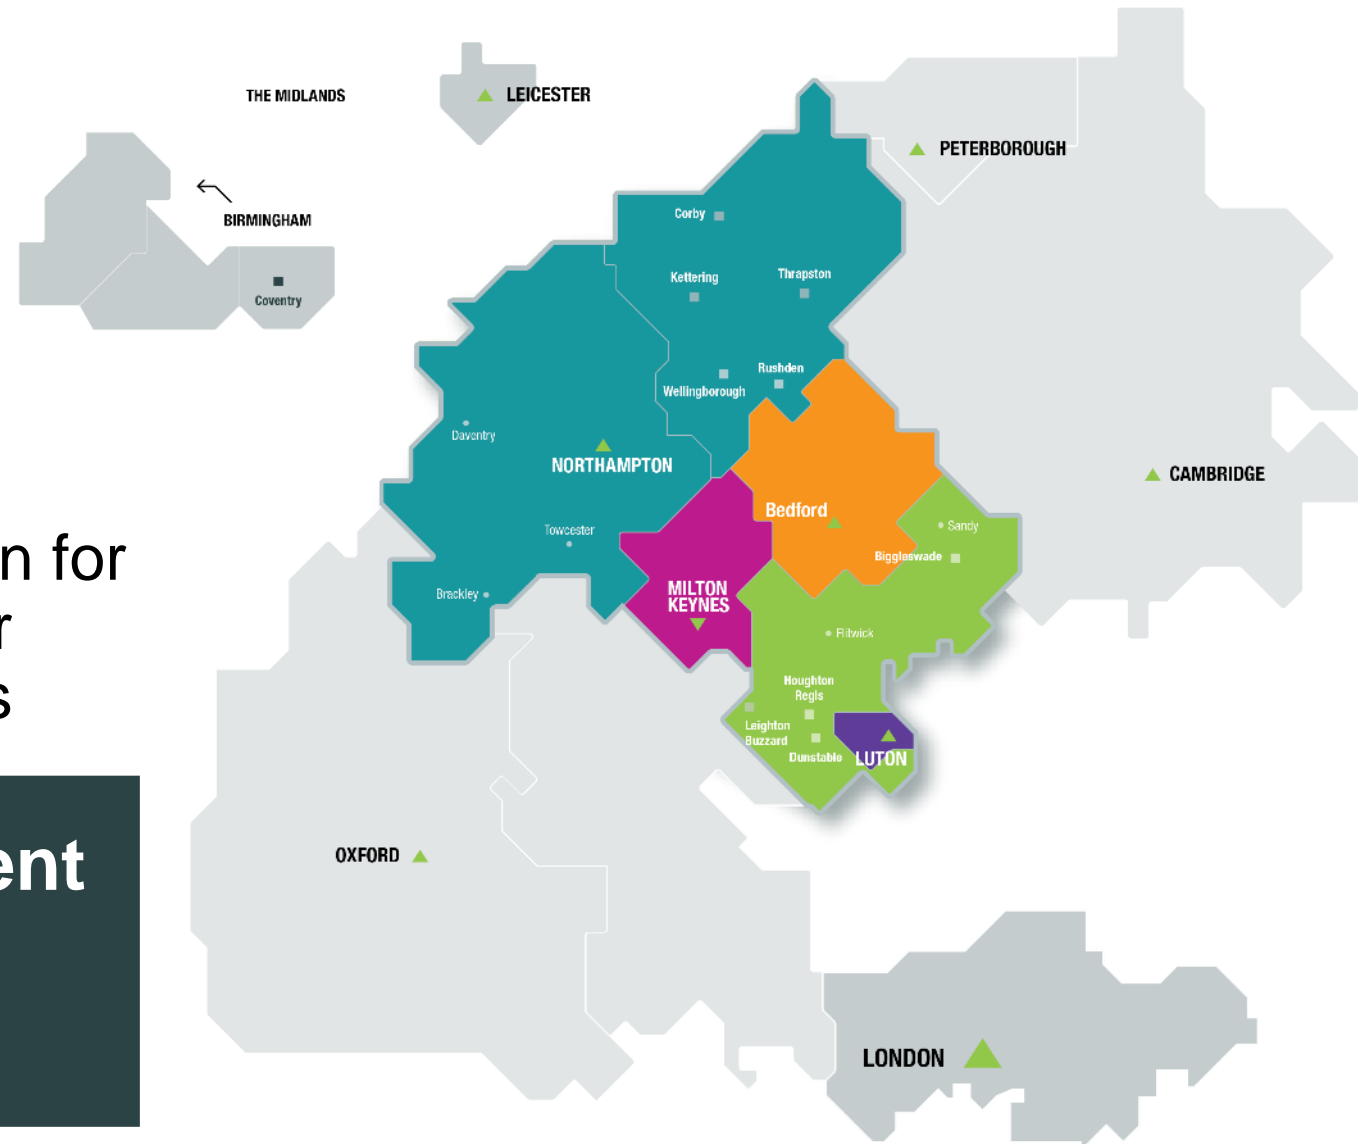 THE MIDLANDS
LEICESTER
PETERBOROUGH
BIRMINGHAM
Coventry
Corby
Kettering
Thrapston
Rushden
Wellingborough
Daventry
NORTHAMPTON
CAMBRIDGE
Bedford
Sandy
Towcester
Biggleswade
n for
MILTON
KEYNES
Brackley
r
Flitwick
s
Houghton
Regis
Leighton
Buzzard
Dunstable
LUTON
ent
OXFORD
LONDON